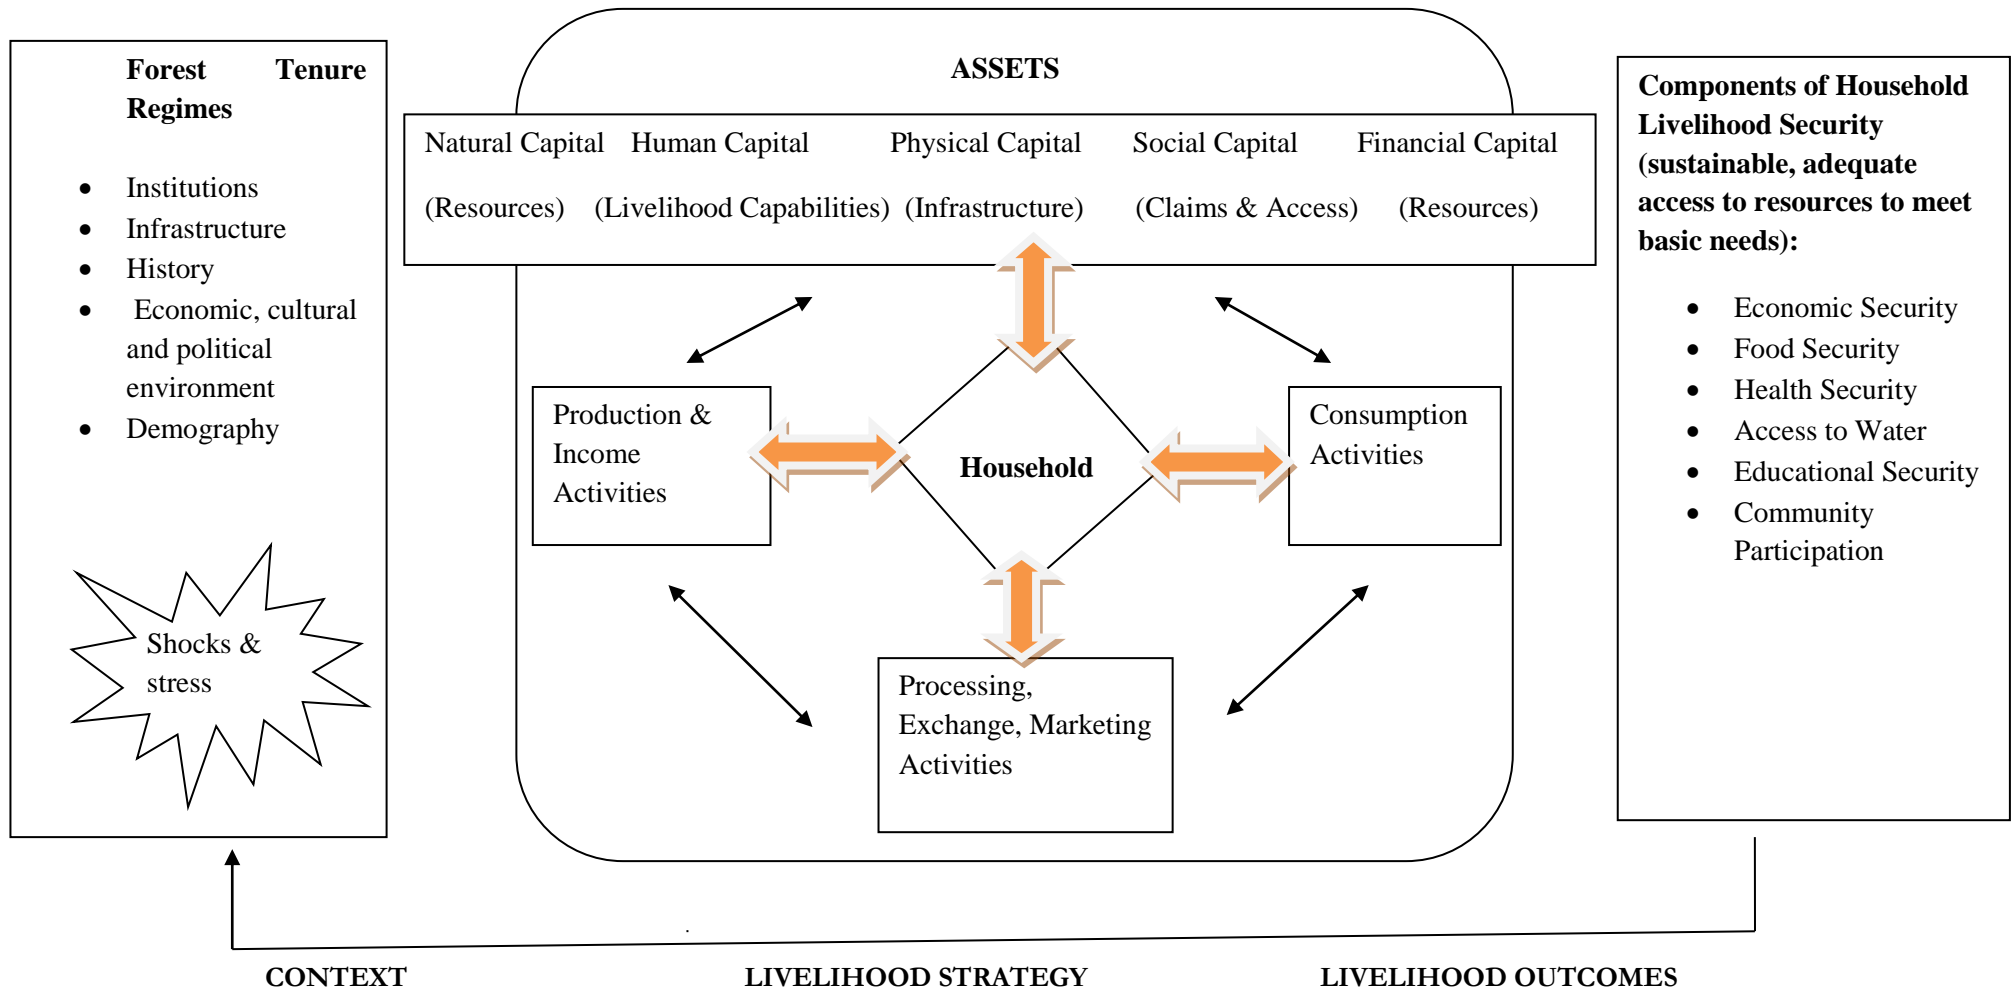 Forest Tenure
Regimes
• Institutions
• Infrastructure
• History
• Economic, cultural
and political
environment
• Demography
Shocks &
stress
ASSETS
Natural Capital Human Capital Physical Capital Social Capital Financial Capital
(Resources) (Livelihood Capabilities) (Infrastructure) (Claims & Access) (Resources)
Production &
Income
Activities
Household
Consumption
Activities
Processing,
Exchange, Marketing
Activities
Components of Household
Livelihood Security
(sustainable, adequate
access to resources to meet
basic needs):
• Economic Security
• Food Security
• Health Security
• Access to Water
• Educational Security
• Community
Participation
.
CONTEXT LIVELIHOOD STRATEGY LIVELIHOOD OUTCOMES